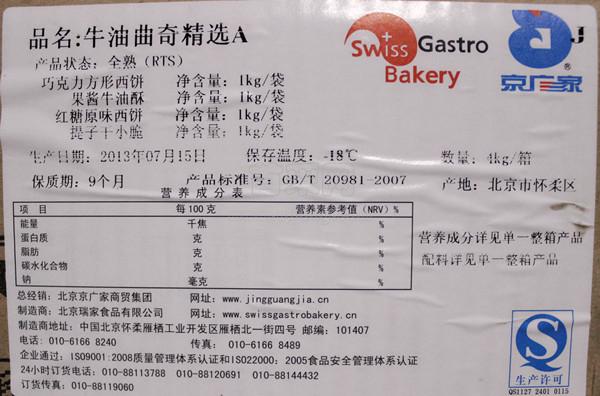 品名:牛油曲奇精选A
Swiss Gastro
Bakery
J
京广家
®
产品状态: 全熟 (RTS)
巧克力方形西饼 净含量: 1kg/袋
果酱牛油酥 净含量: 1kg/袋
红糖原味西饼 净含量: 1kg/袋
提子干小脆 净含量: 1kg/袋
生产日期: 2013年07月15日 保存温度: -18℃ 数量: 4kg/箱
保质期: 9个月 产品标准号: GB/T 20981-2007 产地: 北京市怀柔区
营养成分表
项目 每100克 营养素参考值 (NRV) %
能量 千焦 %
蛋白质 克 %
脂肪 克 %
碳水化合物 克 %
钠 毫克 %
营养成分详见单一整箱产品
配料详见单一整箱产品
总经销: 北京京广家商贸集团 网址: www.jingguangjia.cn
制造商: 北京瑞家食品有限公司 网址: www.swissgastrobakery.cn
制造商地址: 中国北京怀柔雁栖工业开发区雁栖北一街四号 邮编: 101407
电话: 010-6166 8240 传真: 010-6166 8489
企业通过: ISO9001:2008质量管理体系认证和ISO22000: 2005食品安全管理体系认证
24小时订货电话: 010-88113788 010-88120691 010-88144432
订货传真: 010-88119060
QS
生产许可
QS1127 2401 0115